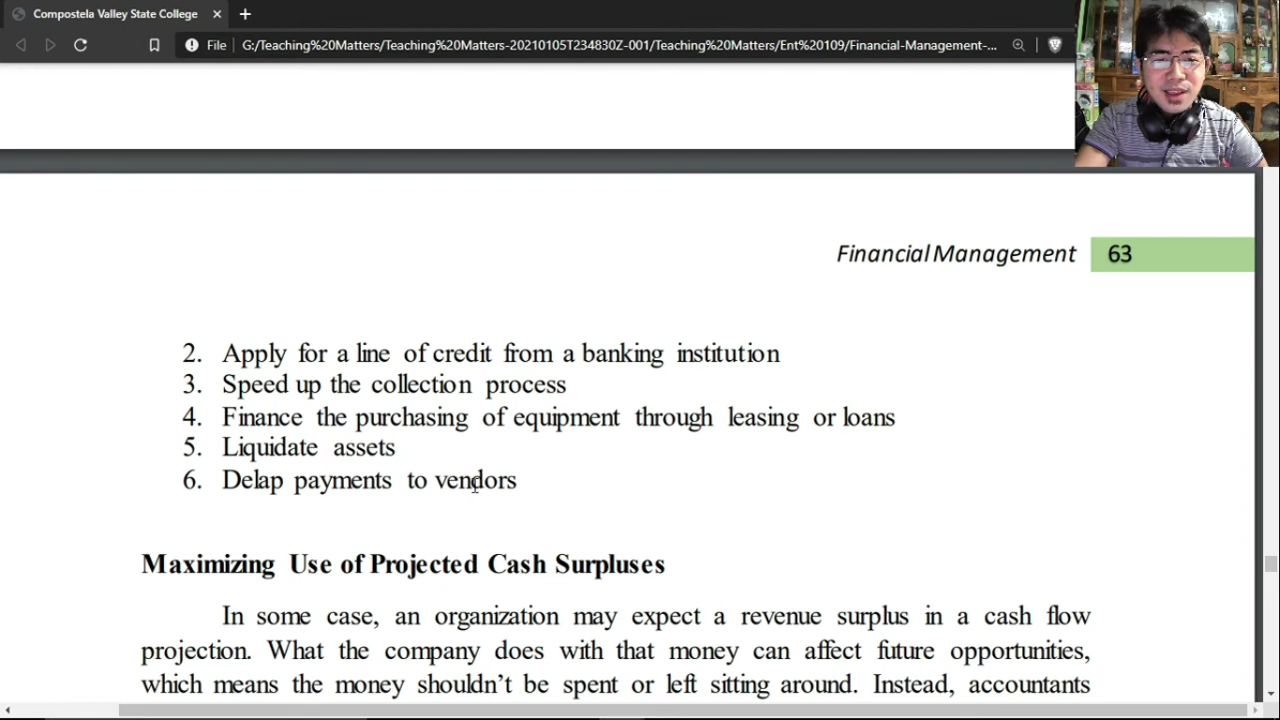 Compostela Valley State College
File
G:/Teaching%20Matters/Teaching%20Matters-20210105T234830Z-001/Teaching%20Matters/Ent%20109/Financial-Management-...
Financial Management 63
2. Apply for a line of credit from a banking institution
3. Speed up the collection process
4. Finance the purchasing of equipment through leasing or loans
5. Liquidate assets
6. Delap payments to vendors
Maximizing Use of Projected Cash Surpluses
In some case, an organization may expect a revenue surplus in a cash flow
projection. What the company does with that money can affect future opportunities,
which means the money shouldn't be spent or left sitting around. Instead, accountants